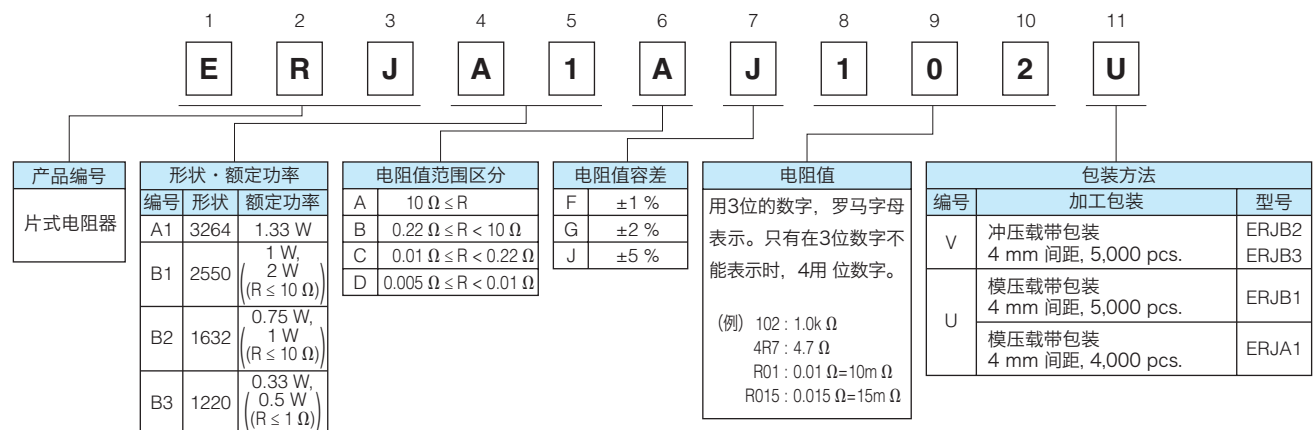 1 2 3 4 5 6 7 8 9 10 11
E R J A 1 A J 1 0 2 U
产品编号
片式电阻器
形状・额定功率
编号 形状 额定功率
A1 3264 1.33 W
B1 2550 1 W,
2 W
(R ≤ 10 Ω)
B2 1632 0.75 W,
1 W
(R ≤ 10 Ω)
B3 1220 0.33 W,
0.5 W
(R ≤ 1 Ω)
电阻值范围区分
A 10 Ω ≤ R
B 0.22 Ω ≤ R < 10 Ω
C 0.01 Ω ≤ R < 0.22 Ω
D 0.005 Ω ≤ R < 0.01 Ω
电阻值容差
F ±1 %
G ±2 %
J ±5 %
电阻值
用3位的数字，罗马字母
表示。只有在3位数字不
能表示时，4用 位数字。
(例) 102 : 1.0k Ω
4R7 : 4.7 Ω
R01 : 0.01 Ω=10m Ω
R015 : 0.015 Ω=15m Ω
包装方法
编号 加工包装 型号
V 冲压载带包装
4 mm 间距, 5,000 pcs.
ERJB2
ERJB3
U 模压载带包装
4 mm 间距, 5,000 pcs.
ERJB1
模压载带包装
4 mm 间距, 4,000 pcs.
ERJA1